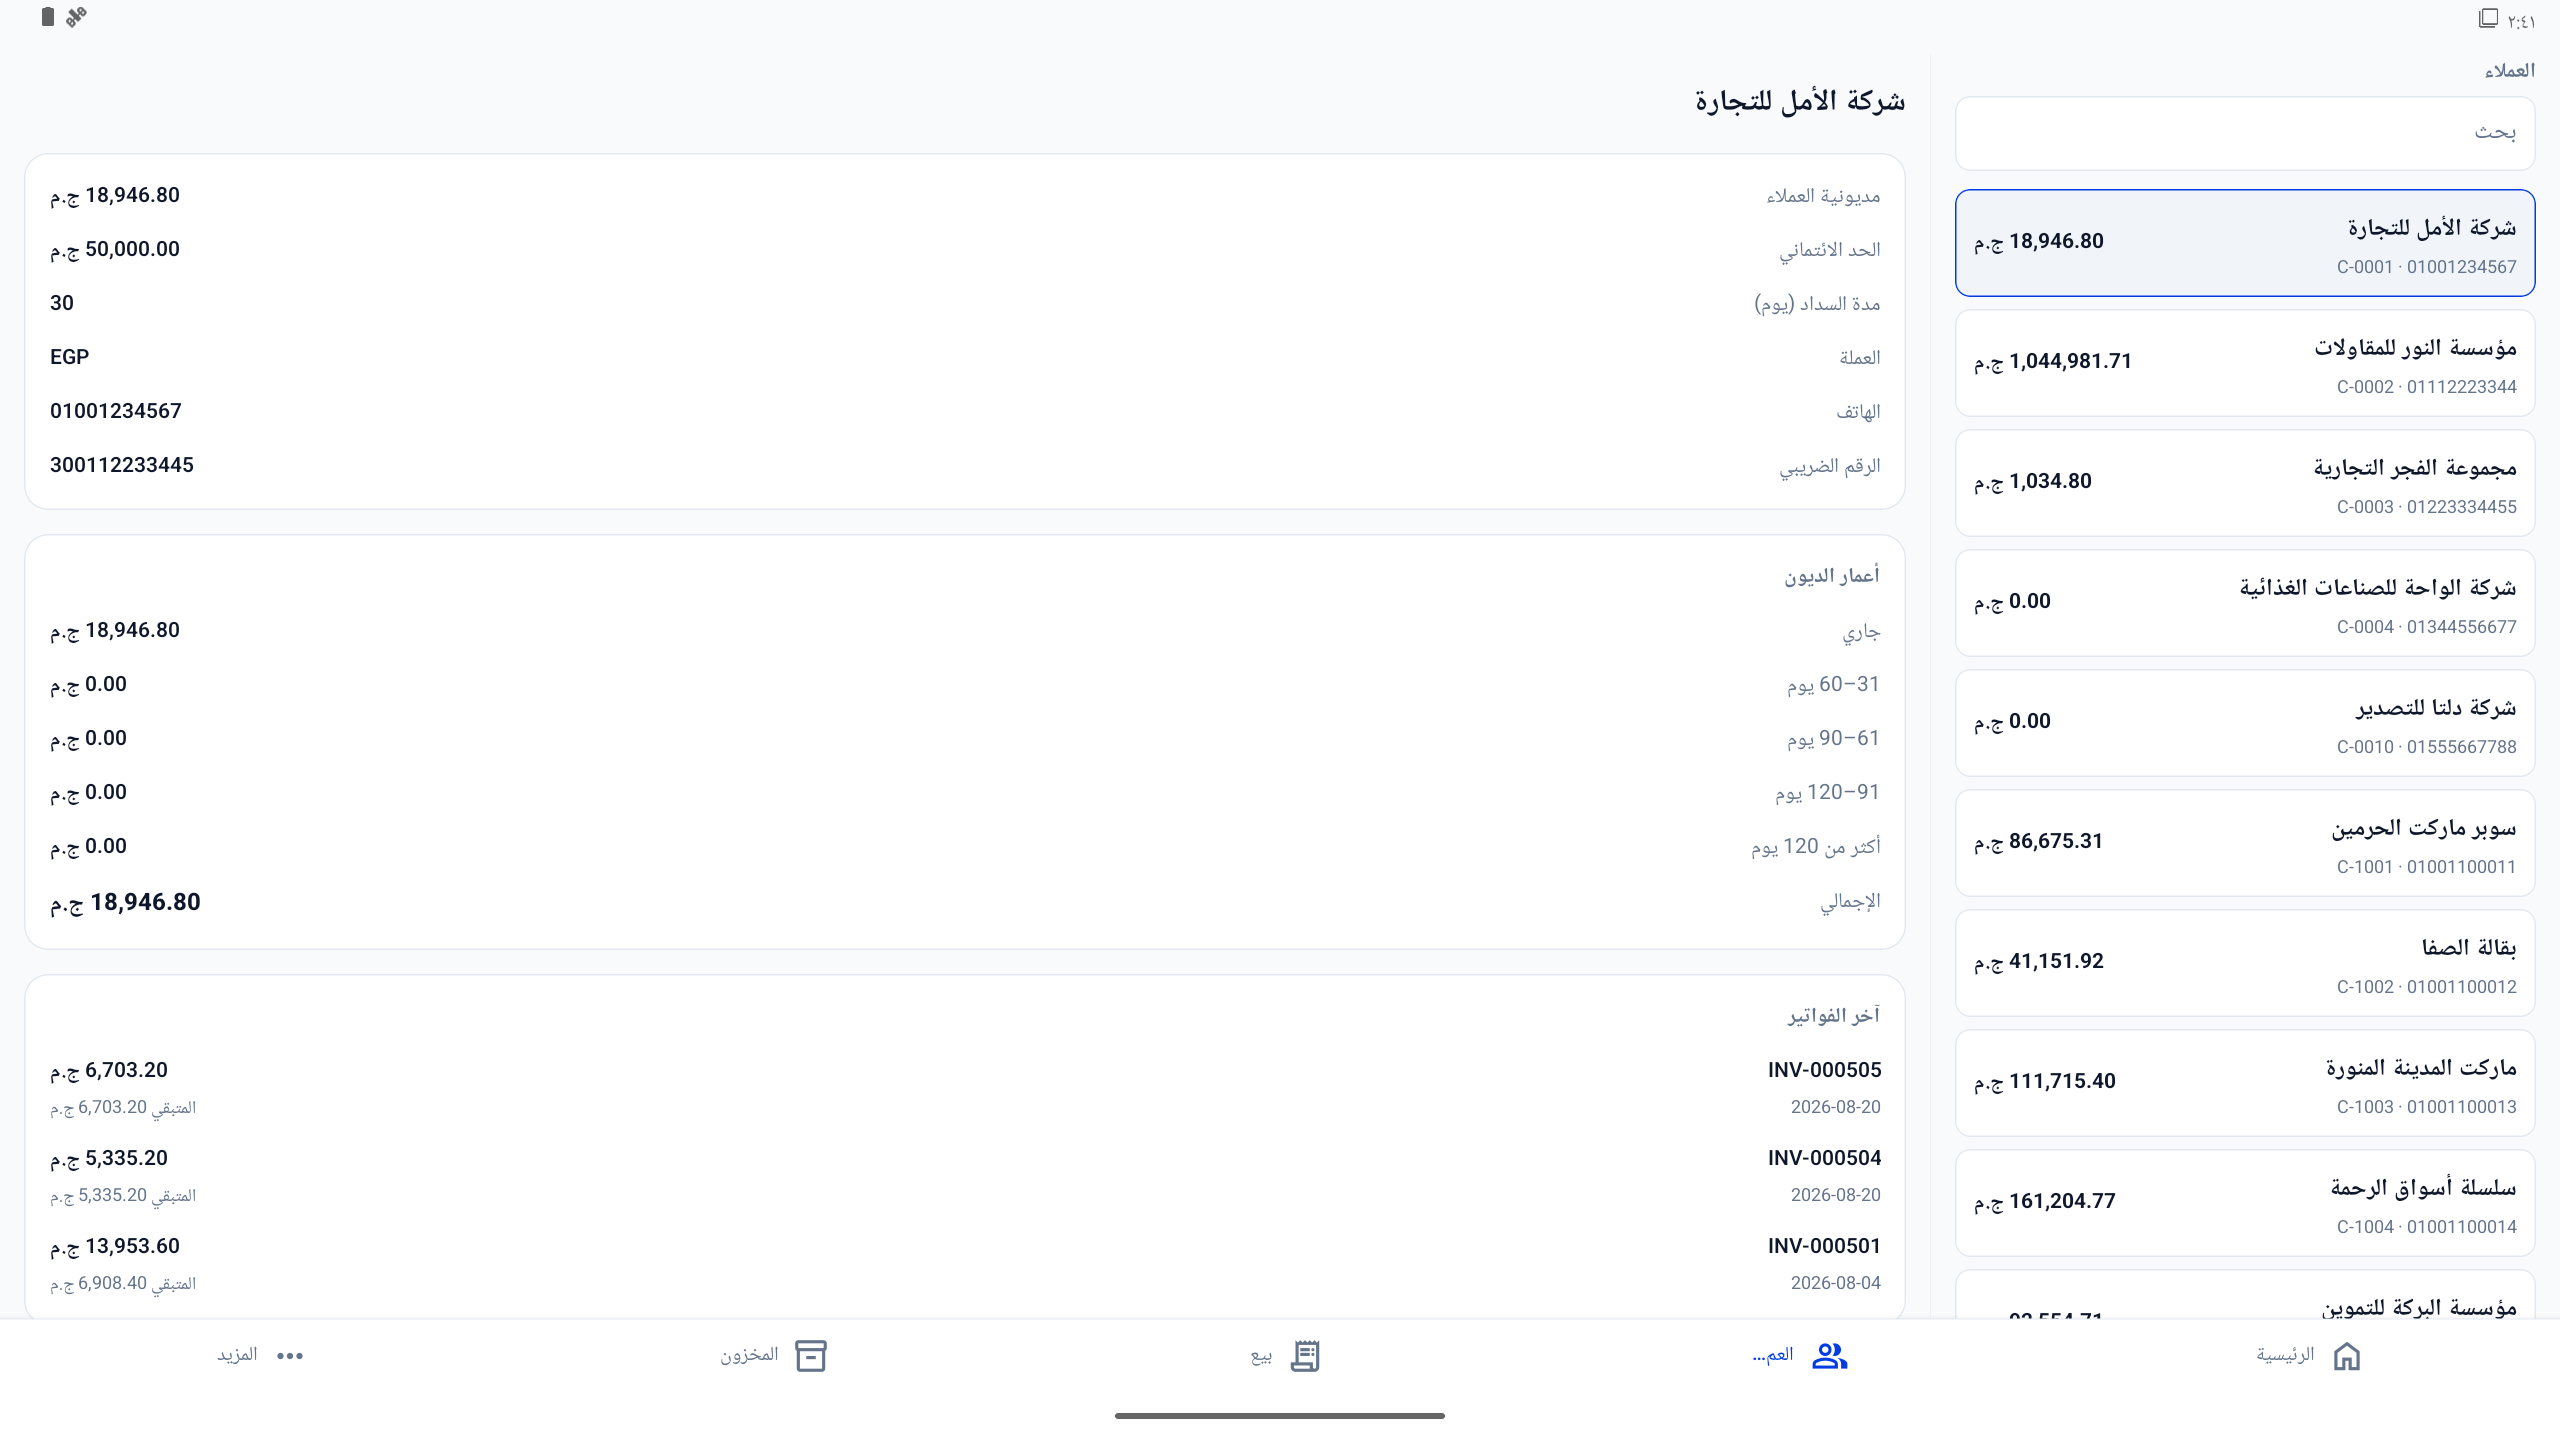 ٢:٤١
العملاء
بحث
شركة الأمل للتجارة
18,946.80 ج.م
C-0001 · 01001234567
مؤسسة النور للمقاولات
1,044,981.71 ج.م
C-0002 · 01112223344
مجموعة الفجر التجارية
1,034.80 ج.م
C-0003 · 01223334455
شركة الواحة للصناعات الغذائية
0.00 ج.م
C-0004 · 01344556677
شركة دلتا للتصدير
0.00 ج.م
C-0010 · 01555667788
سوبر ماركت الحرمين
86,675.31 ج.م
C-1001 · 01001100011
بقالة الصفا
41,151.92 ج.م
C-1002 · 01001100012
ماركت المدينة المنورة
111,715.40 ج.م
C-1003 · 01001100013
سلسلة أسواق الرحمة
161,204.77 ج.م
C-1004 · 01001100014
مؤسسة البركة للتموين
شركة الأمل للتجارة
مديونية العملاء 18,946.80 ج.م
الحد الائتماني 50,000.00 ج.م
مدة السداد (يوم) 30
العملة EGP
الهاتف 01001234567
الرقم الضريبي 300112233445
أعمار الديون
جاري 18,946.80 ج.م
31–60 يوم 0.00 ج.م
61–90 يوم 0.00 ج.م
91–120 يوم 0.00 ج.م
أكثر من 120 يوم 0.00 ج.م
الإجمالي 18,946.80 ج.م
آخر الفواتير
INV-000505 6,703.20 ج.م
2026-08-20 المتبقي 6,703.20 ج.م
INV-000504 5,335.20 ج.م
2026-08-20 المتبقي 5,335.20 ج.م
INV-000501 13,953.60 ج.م
2026-08-04 المتبقي 6,908.40 ج.م
الرئيسية
العم...
بيع
المخزون
المزيد